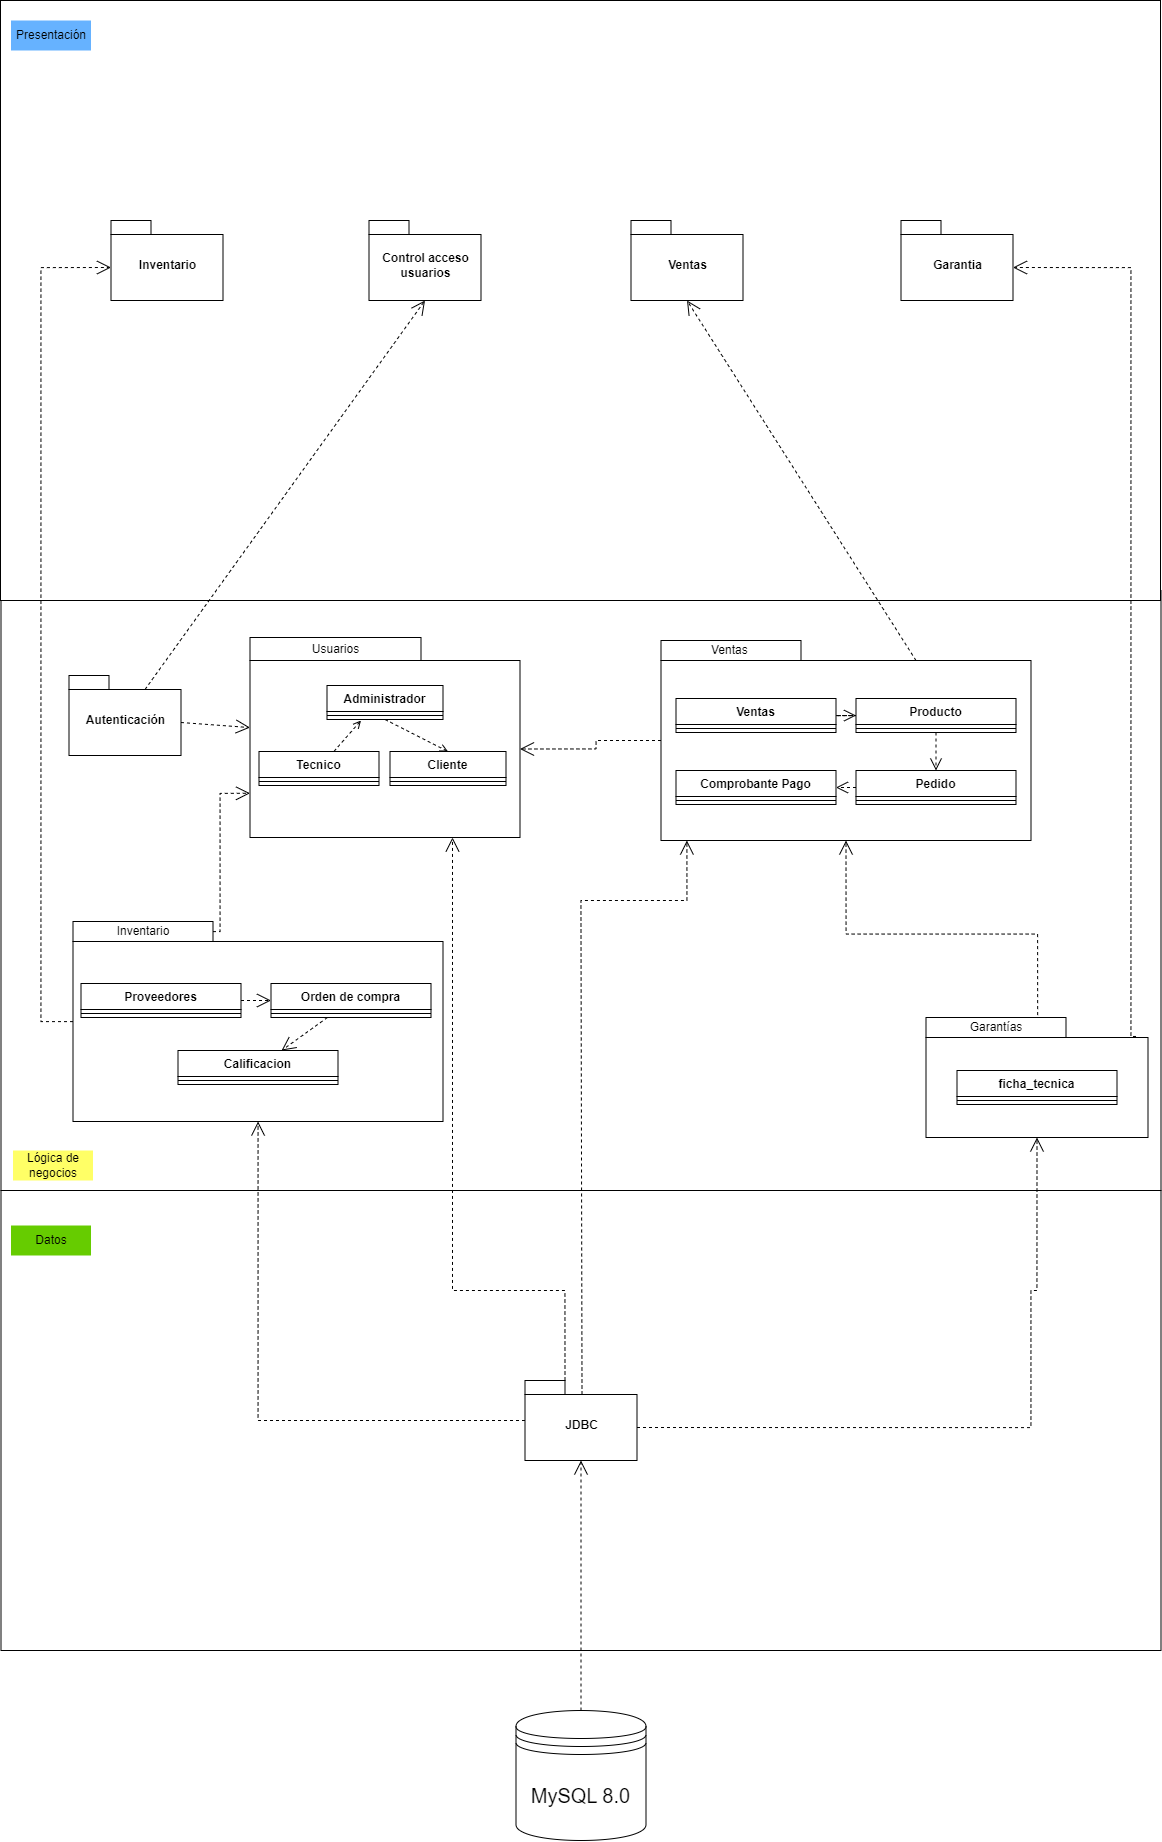 Presentación
Inventario
Control acceso
usuarios
Ventas
Garantia
Usuarios
Ventas
Autenticación
Administrador
Tecnico
Cliente
Ventas
Producto
Comprobante Pago
Pedido
Inventario
Proveedores
Orden de compra
Calificacion
Garantías
ficha_tecnica
Lógica de
negocios
Datos
JDBC
MySQL 8.0